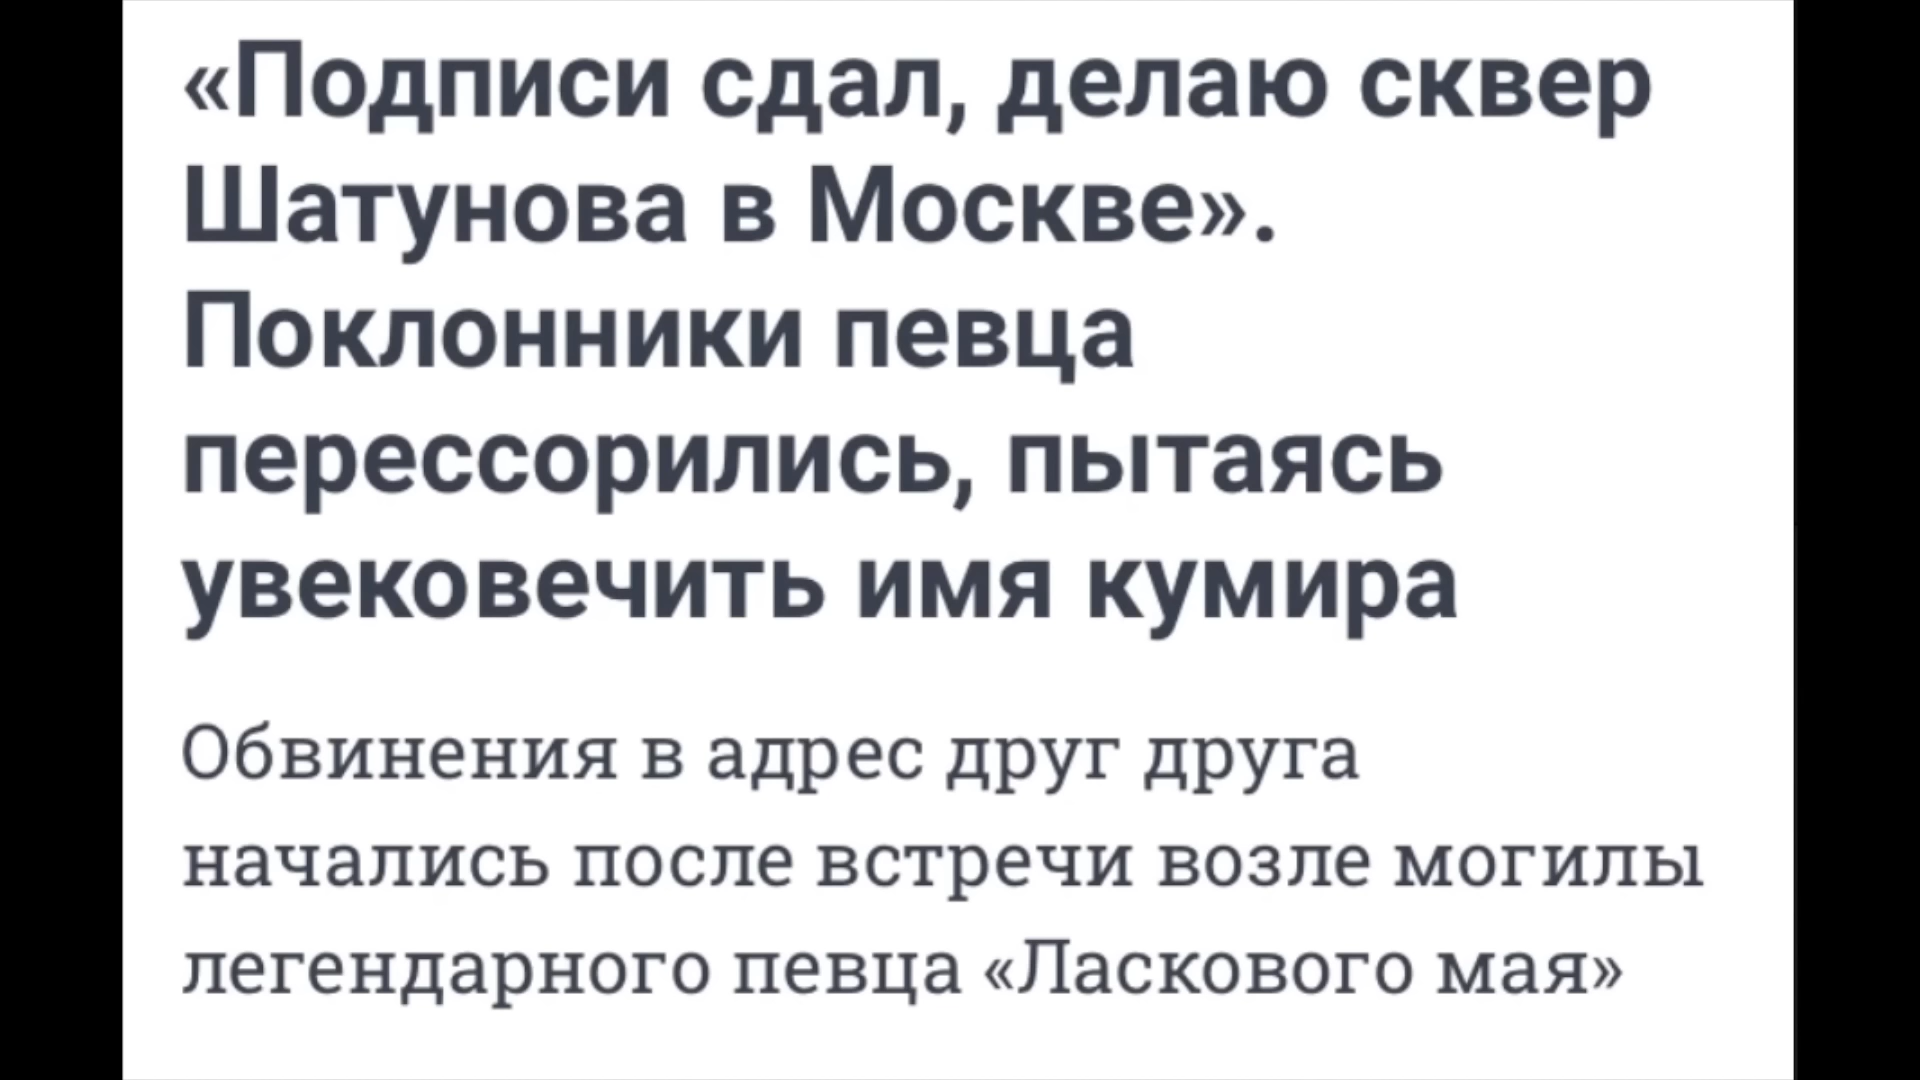 «Подписи сдал, делаю сквер
Шатунова в Москве».
Поклонники певца
перессорились, пытаясь
увековечить имя кумира
Обвинения в адрес друг друга
начались после встречи возле могилы
легендарного певца «Ласкового мая»